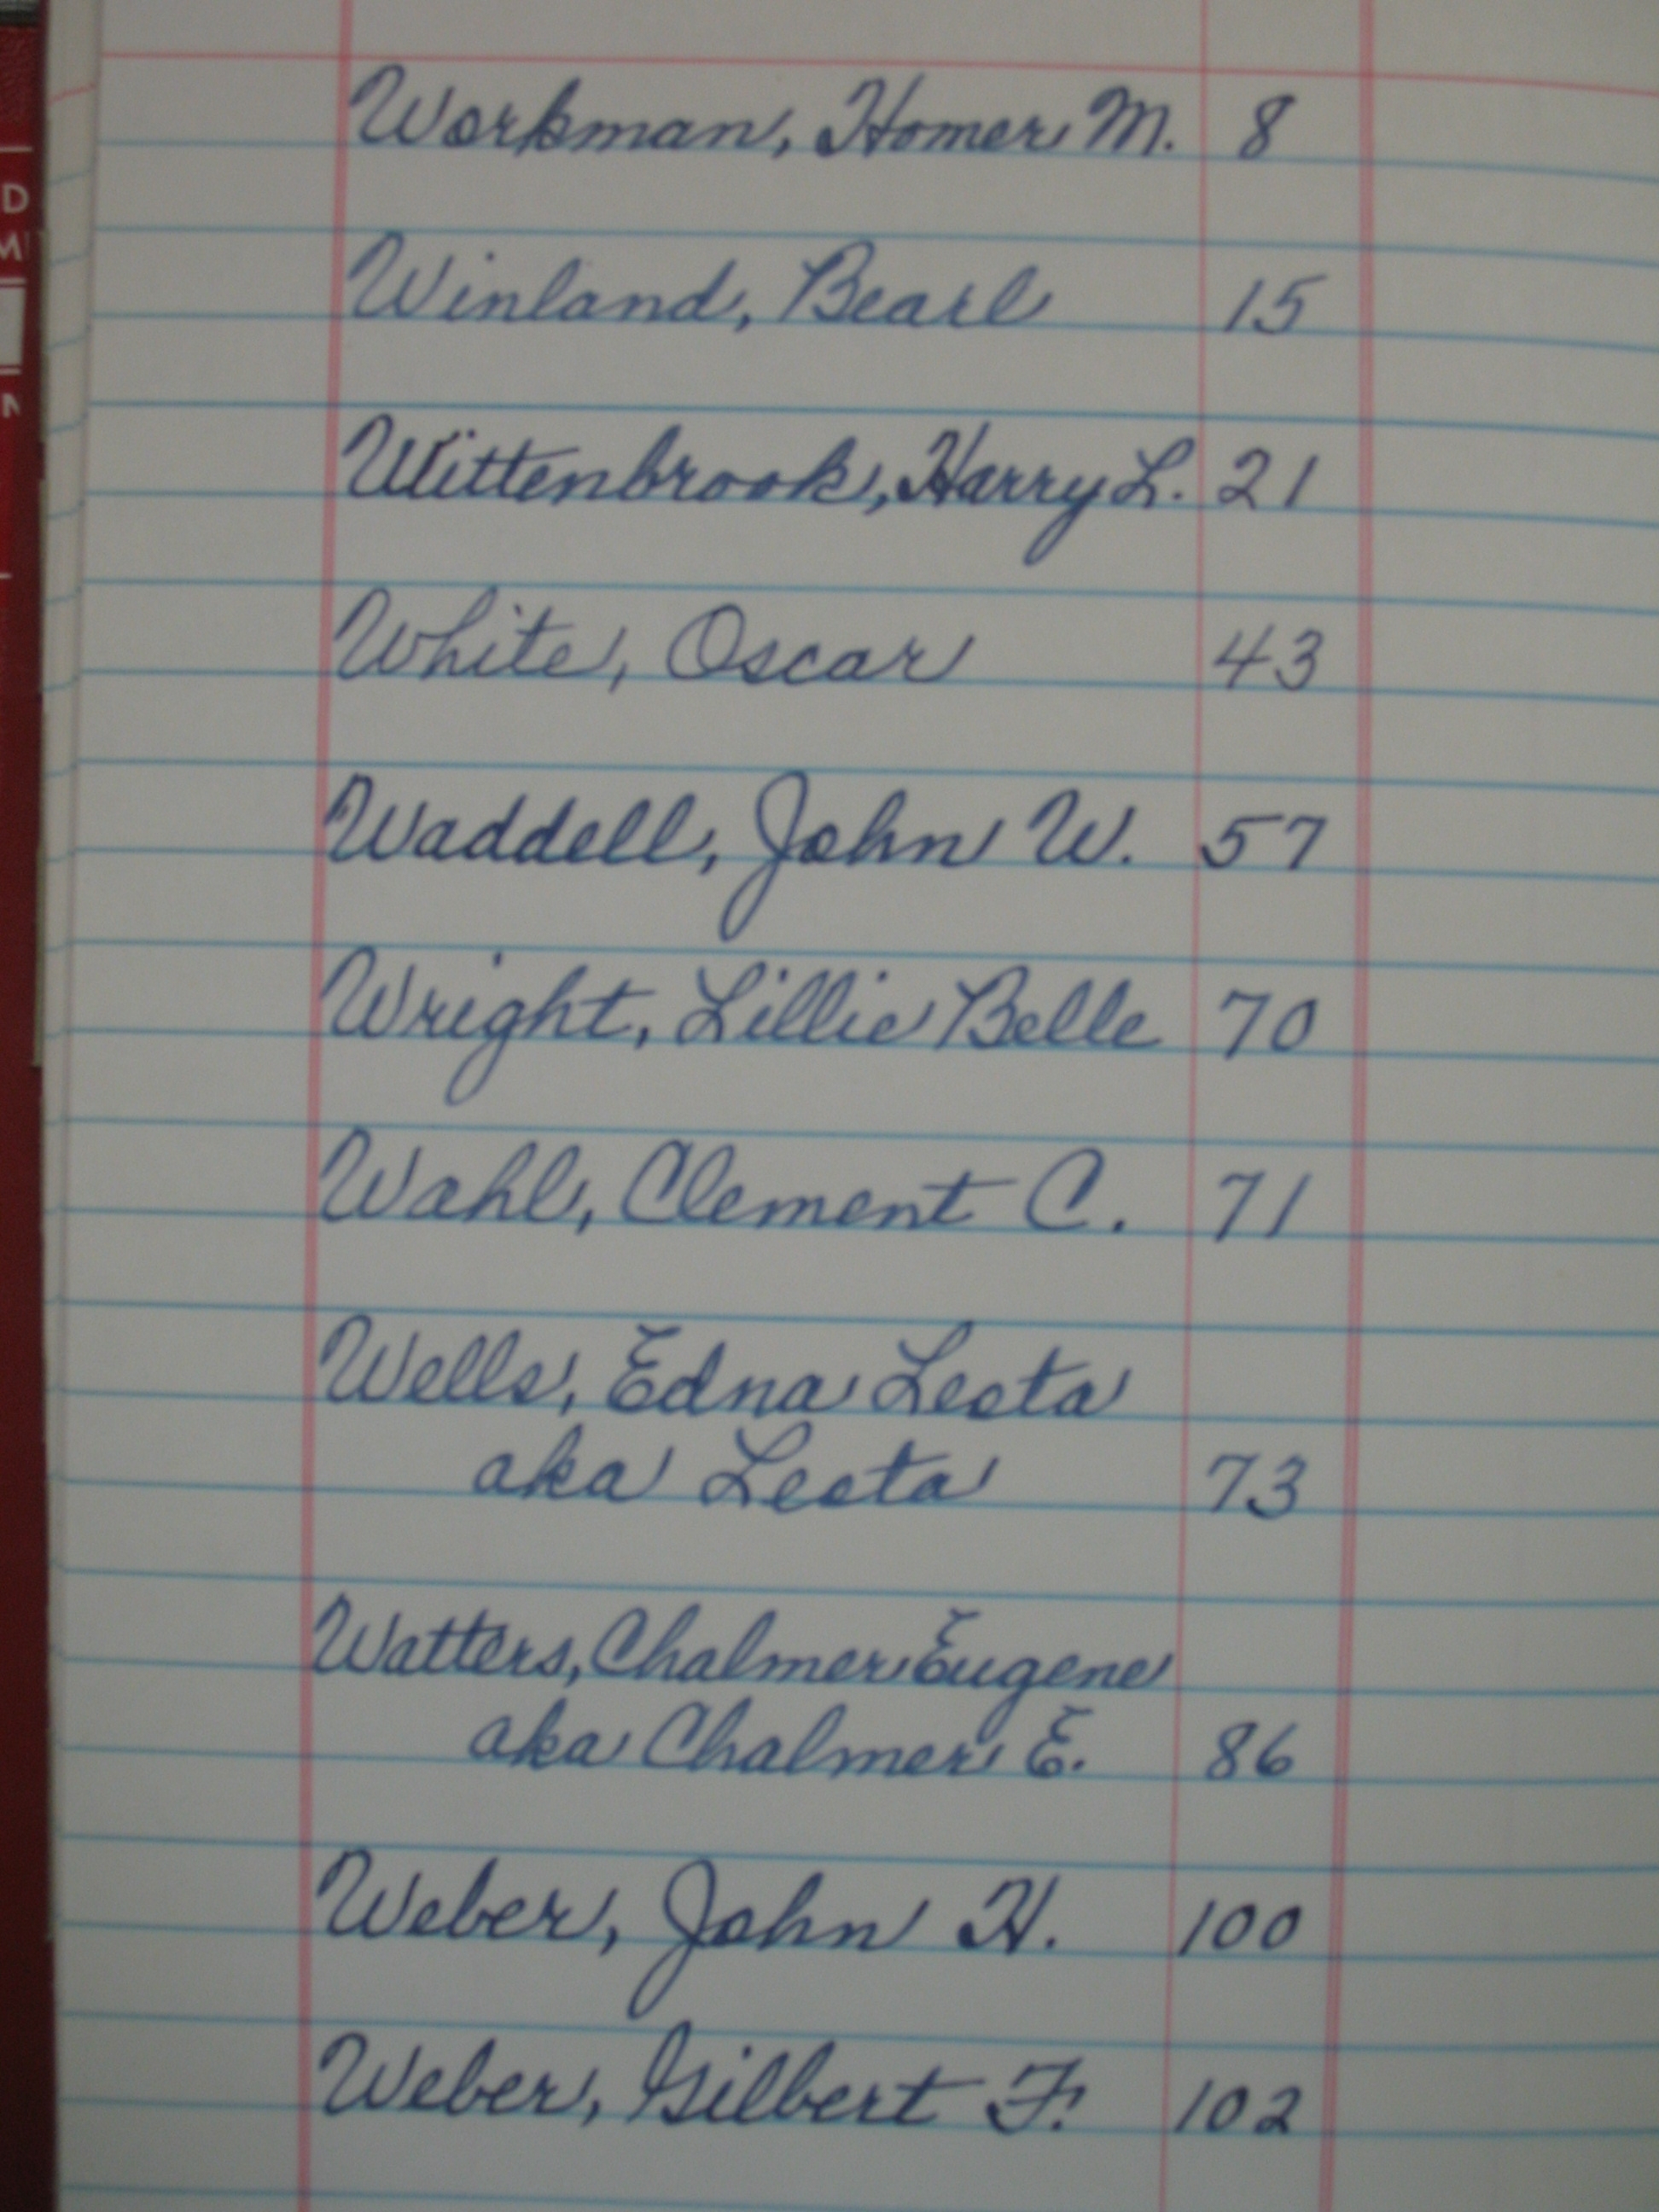 D
M
N
Workman, Homer M. 8
Winland, Bearl 15
Wittenbrook, Harry L. 21
White, Oscar 43
Waddell, John W. 57
Wright, Lillie Belle 70
Wahl, Clement C. 71
Wells, Edna Leota
aka Leota 73
Watters, Chalmer Eugene
aka Chalmer E. 86
Weber, John H. 100
Weber, Gilbert F. 102